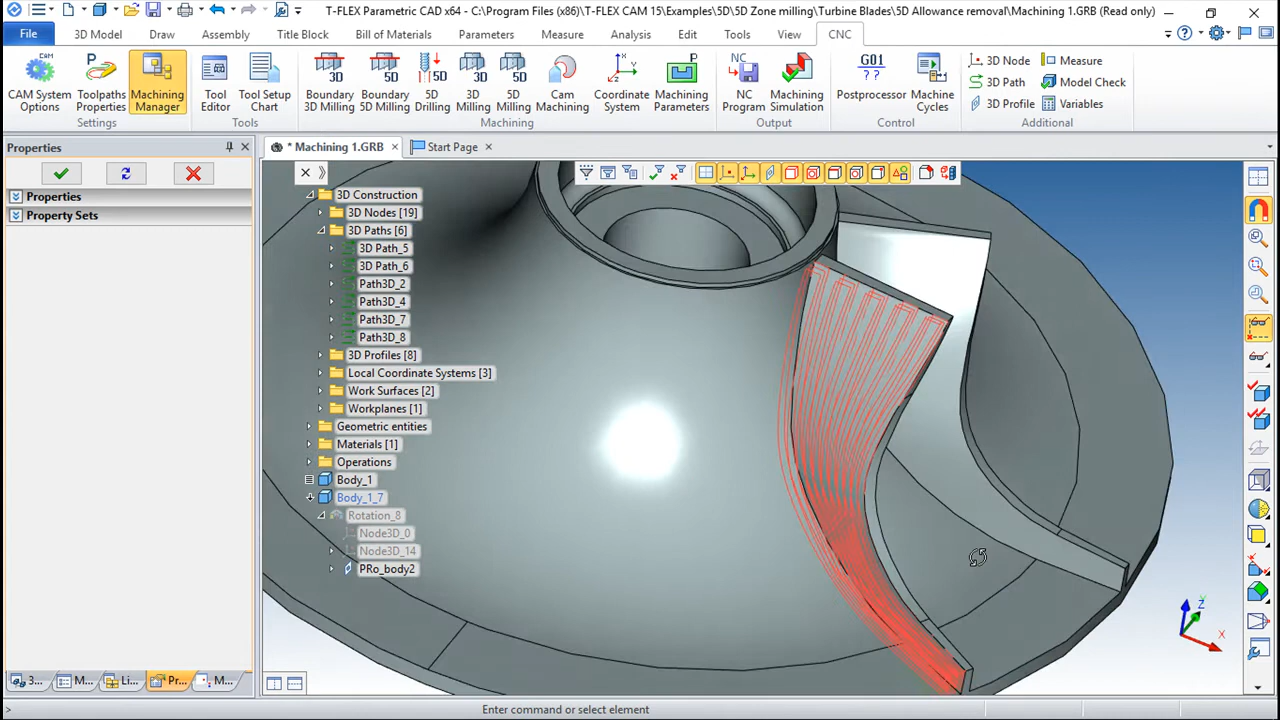 T-FLEX Parametric CAD x64 - C:\Program Files (x86)\T-FLEX CAM 15\Examples\5D\5D Zone milling\Turbine Blades\5D Allowance removal\Machining 1.GRB (Read only)
File 3D Model Draw Assembly Title Block Bill of Materials Parameters Measure Analysis Edit Tools View CNC
CAM System Options
Toolpaths Properties
Machining Manager
Settings
Tool Editor
Tool Setup Chart
Tools
Boundary 3D Milling
Boundary 5D Milling
5D Drilling
3D Milling
5D Milling
Cam Machining
Coordinate System
Machining Parameters
Machining
NC Program
Machining Simulation
Output
G01
??
Postprocessor
Machine Cycles
Control
3D Node
3D Path
3D Profile
Measure
Model Check
Variables
Additional
Properties
* Machining 1.GRB
Start Page
Properties
Property Sets
3D Construction
3D Nodes [19]
3D Paths [6]
3D Path_5
3D Path_6
Path3D_2
Path3D_4
Path3D_7
Path3D_8
3D Profiles [8]
Local Coordinate Systems [3]
Work Surfaces [2]
Workplanes [1]
Geometric entities
Materials [1]
Operations
Body_1
Body_1_7
Rotation_8
Node3D_0
Node3D_14
PRo_body2
Z
X
3... M... Li... Pr... M...
> Enter command or select element